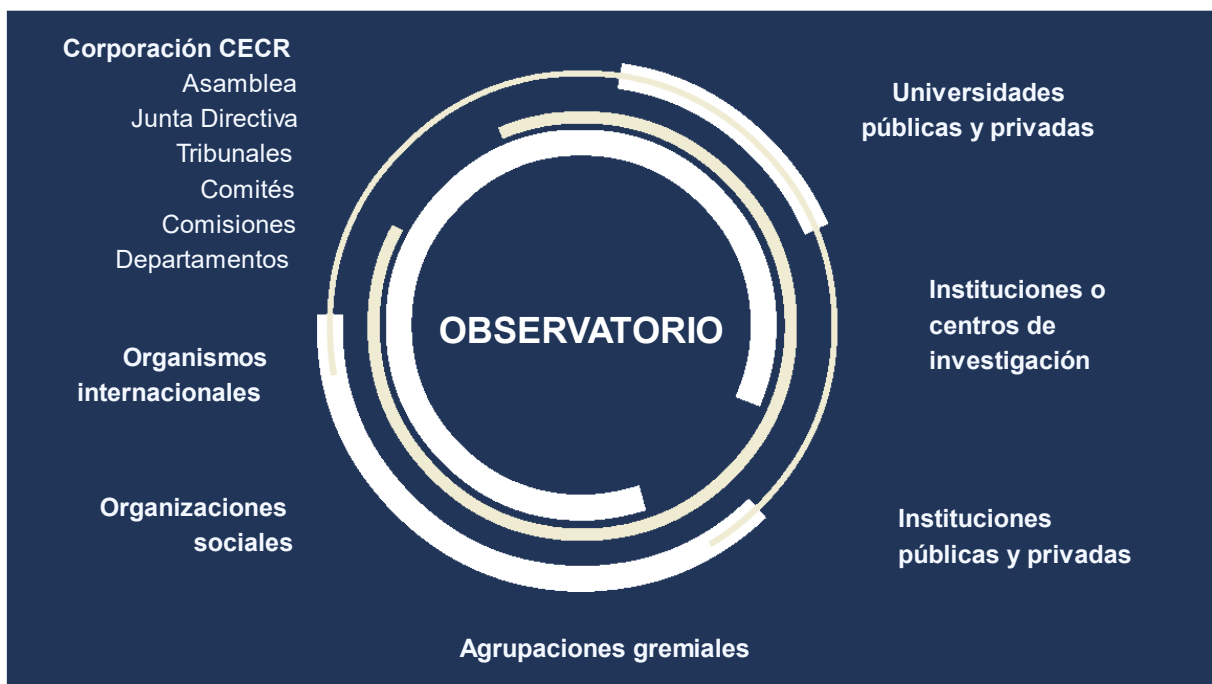 Corporación CECR
Asamblea
Junta Directiva
Tribunales
Comités
Comisiones
Departamentos
Organismos
internacionales
Organizaciones
sociales
OBSERVATORIO
Universidades
públicas y privadas
Instituciones o
centros de
investigación
Instituciones
públicas y privadas
Agrupaciones gremiales